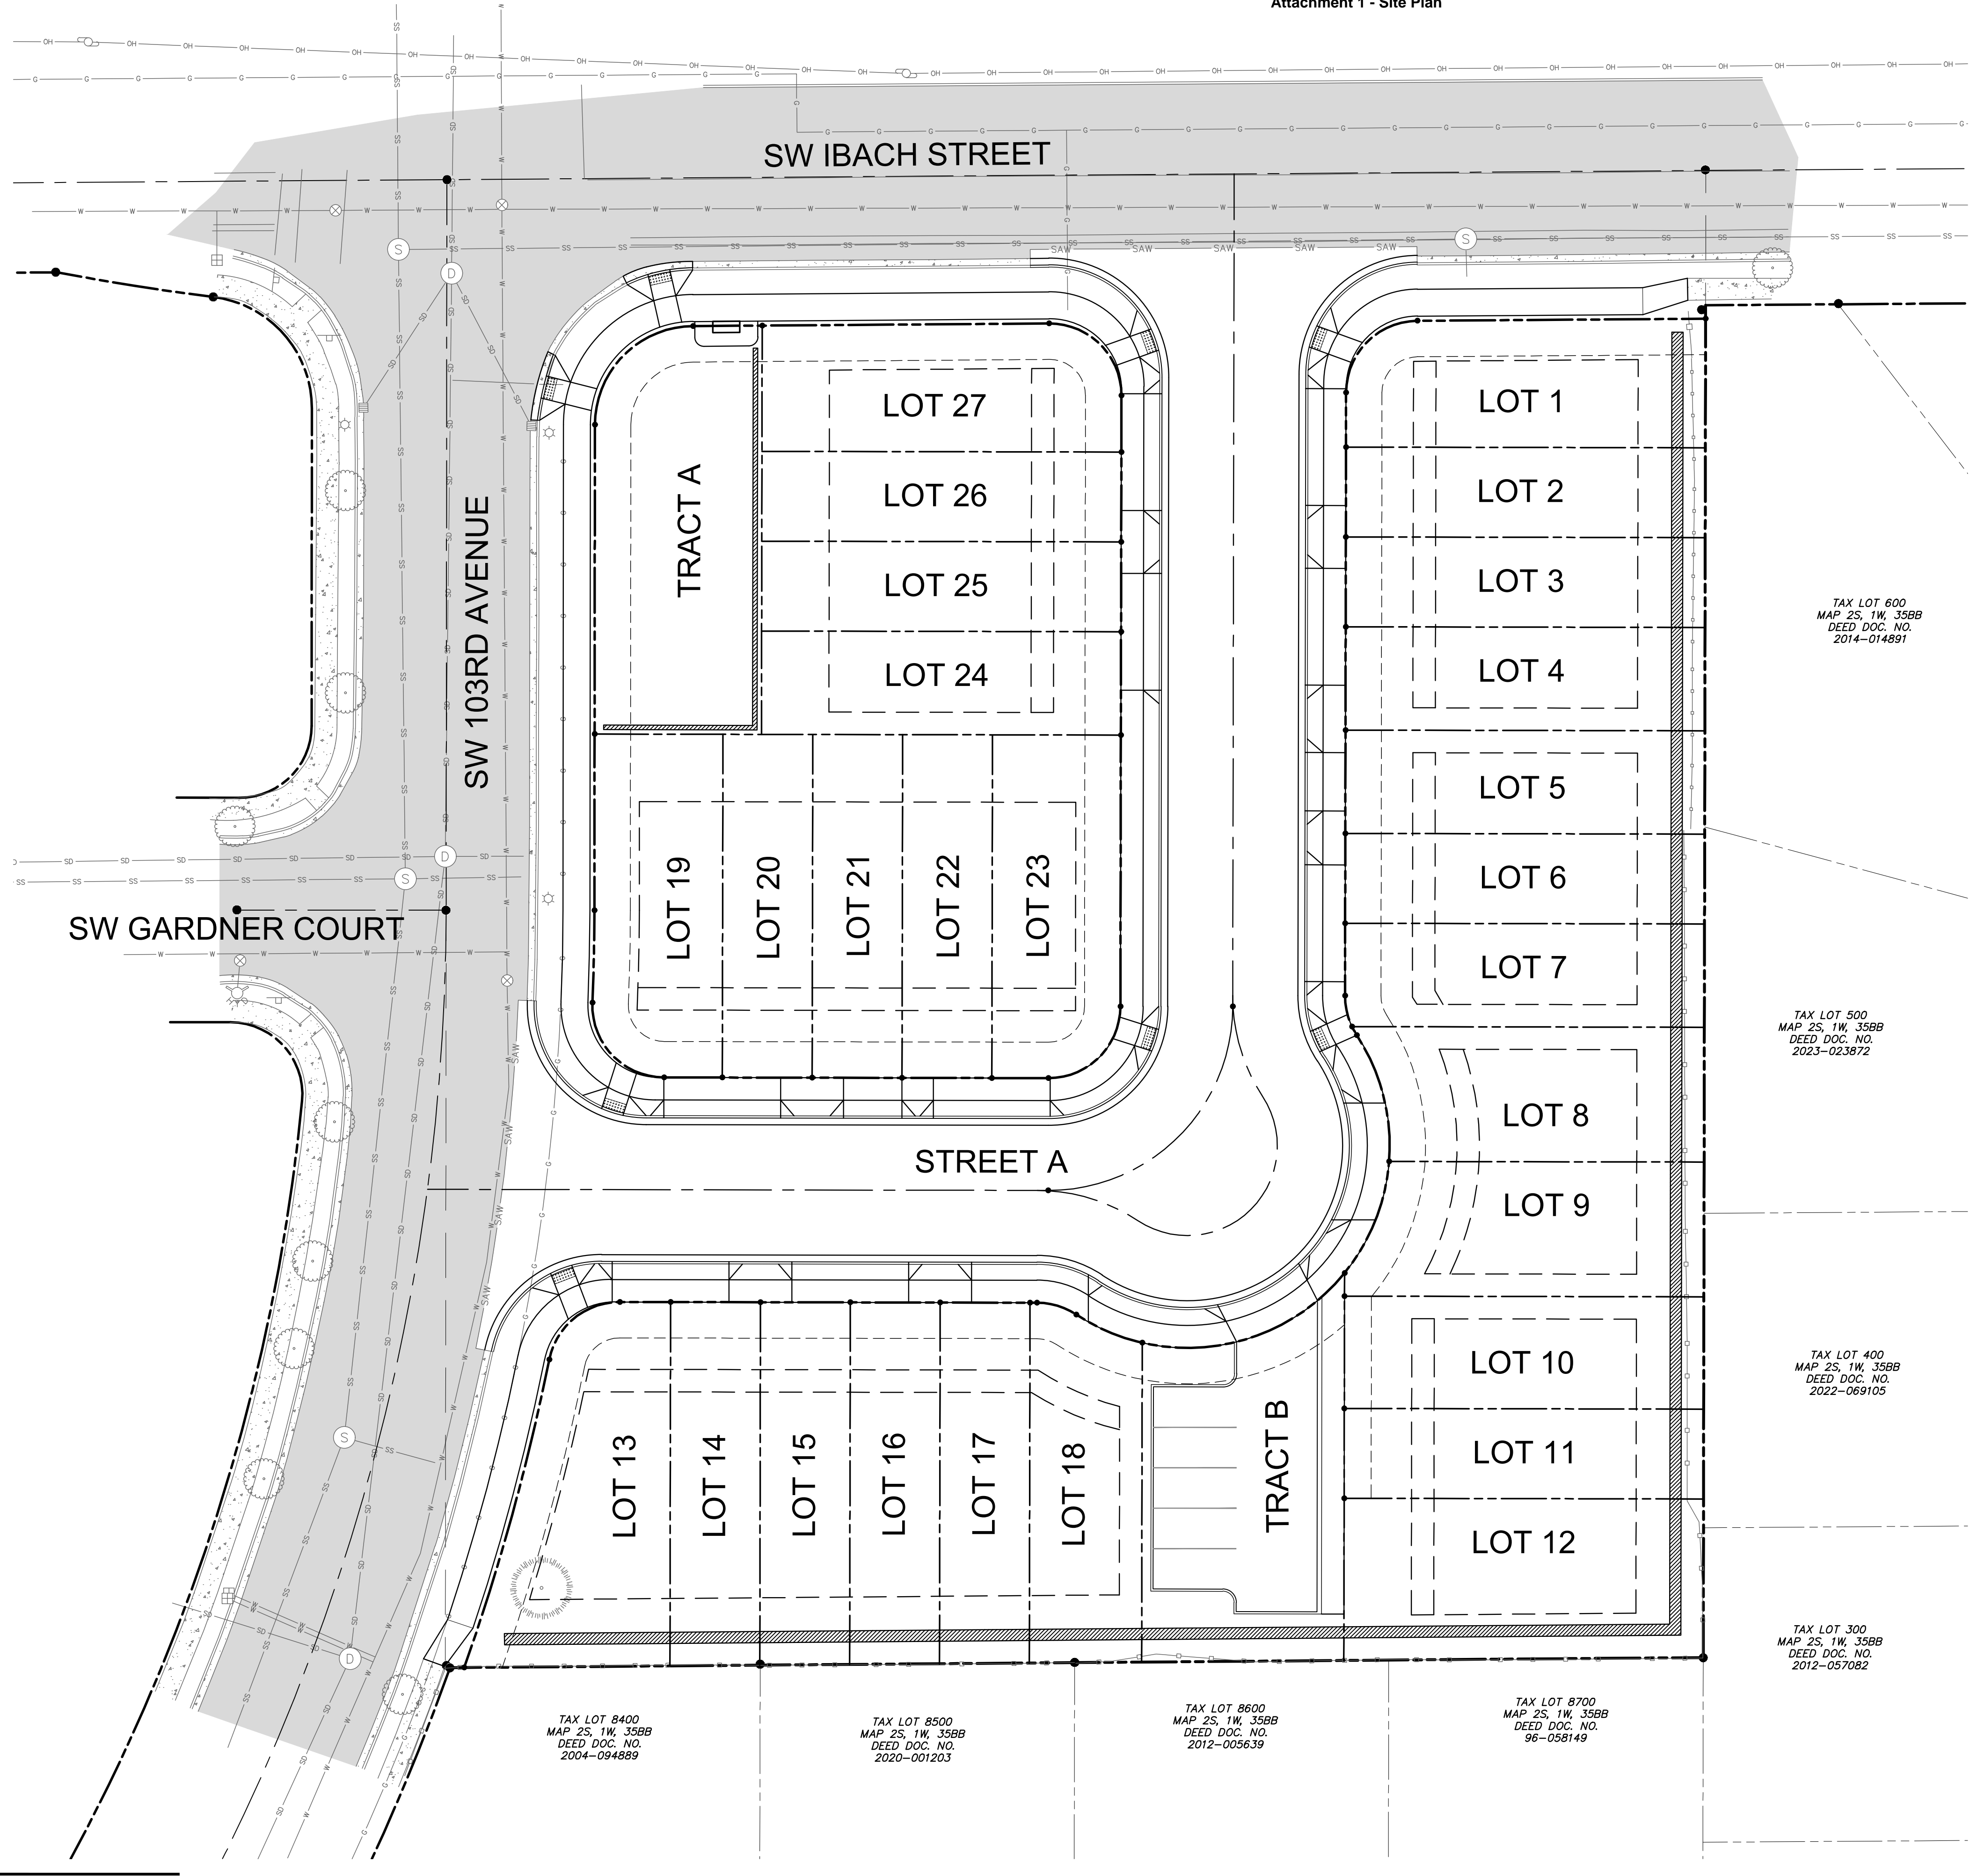 Attachment 1 - Site Plan
SW IBACH STREET
SW 103RD AVENUE
SW GARDNER COURT
STREET A
TRACT A
LOT 27
LOT 26
LOT 25
LOT 24
LOT 19
LOT 20
LOT 21
LOT 22
LOT 23
LOT 1
LOT 2
LOT 3
LOT 4
LOT 5
LOT 6
LOT 7
LOT 8
LOT 9
LOT 10
LOT 11
LOT 12
LOT 13
LOT 14
LOT 15
LOT 16
LOT 17
LOT 18
TRACT B
TAX LOT 600
MAP 2S, 1W, 35BB
DEED DOC. NO.
2014-014891
TAX LOT 500
MAP 2S, 1W, 35BB
DEED DOC. NO.
2023-023872
TAX LOT 400
MAP 2S, 1W, 35BB
DEED DOC. NO.
2022-069105
TAX LOT 300
MAP 2S, 1W, 35BB
DEED DOC. NO.
2012-057082
TAX LOT 8400
MAP 2S, 1W, 35BB
DEED DOC. NO.
2004-094889
TAX LOT 8500
MAP 2S, 1W, 35BB
DEED DOC. NO.
2020-001203
TAX LOT 8600
MAP 2S, 1W, 35BB
DEED DOC. NO.
2012-005639
TAX LOT 8700
MAP 2S, 1W, 35BB
DEED DOC. NO.
96-058149
OH
G
W
SS
SD
SAW
S
D